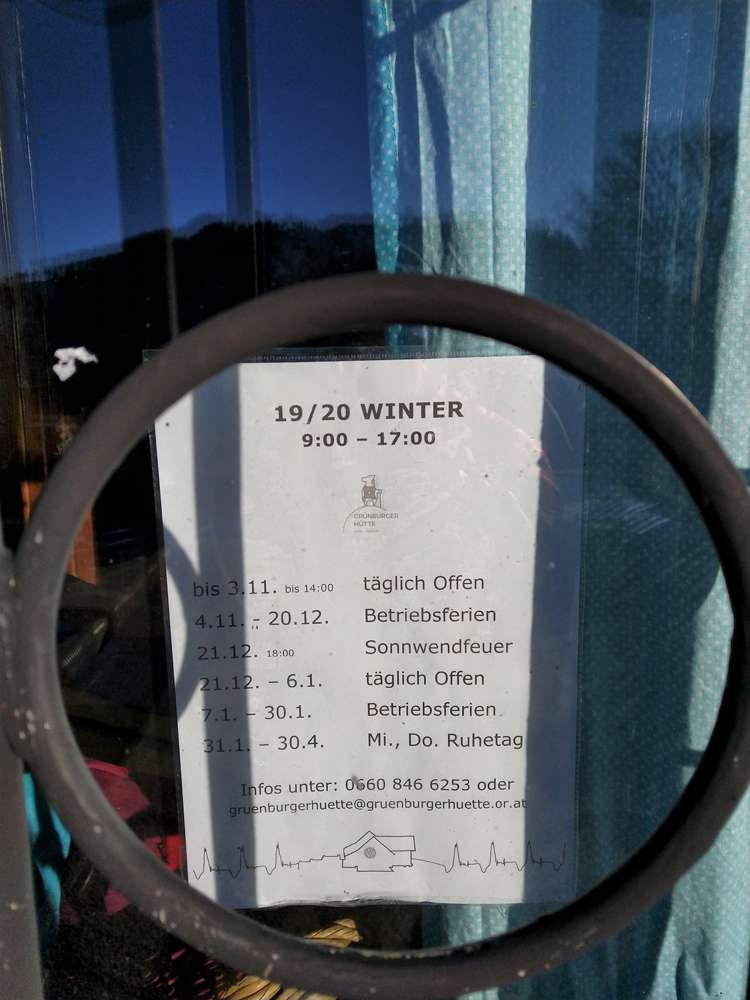 19/20 WINTER
9:00 – 17:00
GRÜNBURGER
HÜTTE
bis 3.11. bis 14:00 täglich Offen
4.11. - 20.12. Betriebsferien
21.12. 18:00 Sonnwendfeuer
21.12. – 6.1. täglich Offen
7.1. – 30.1. Betriebsferien
31.1. – 30.4. Mi., Do. Ruhetag
Infos unter: 0660 846 6253 oder
gruenburgerhuette@gruenburgerhuette.or.at